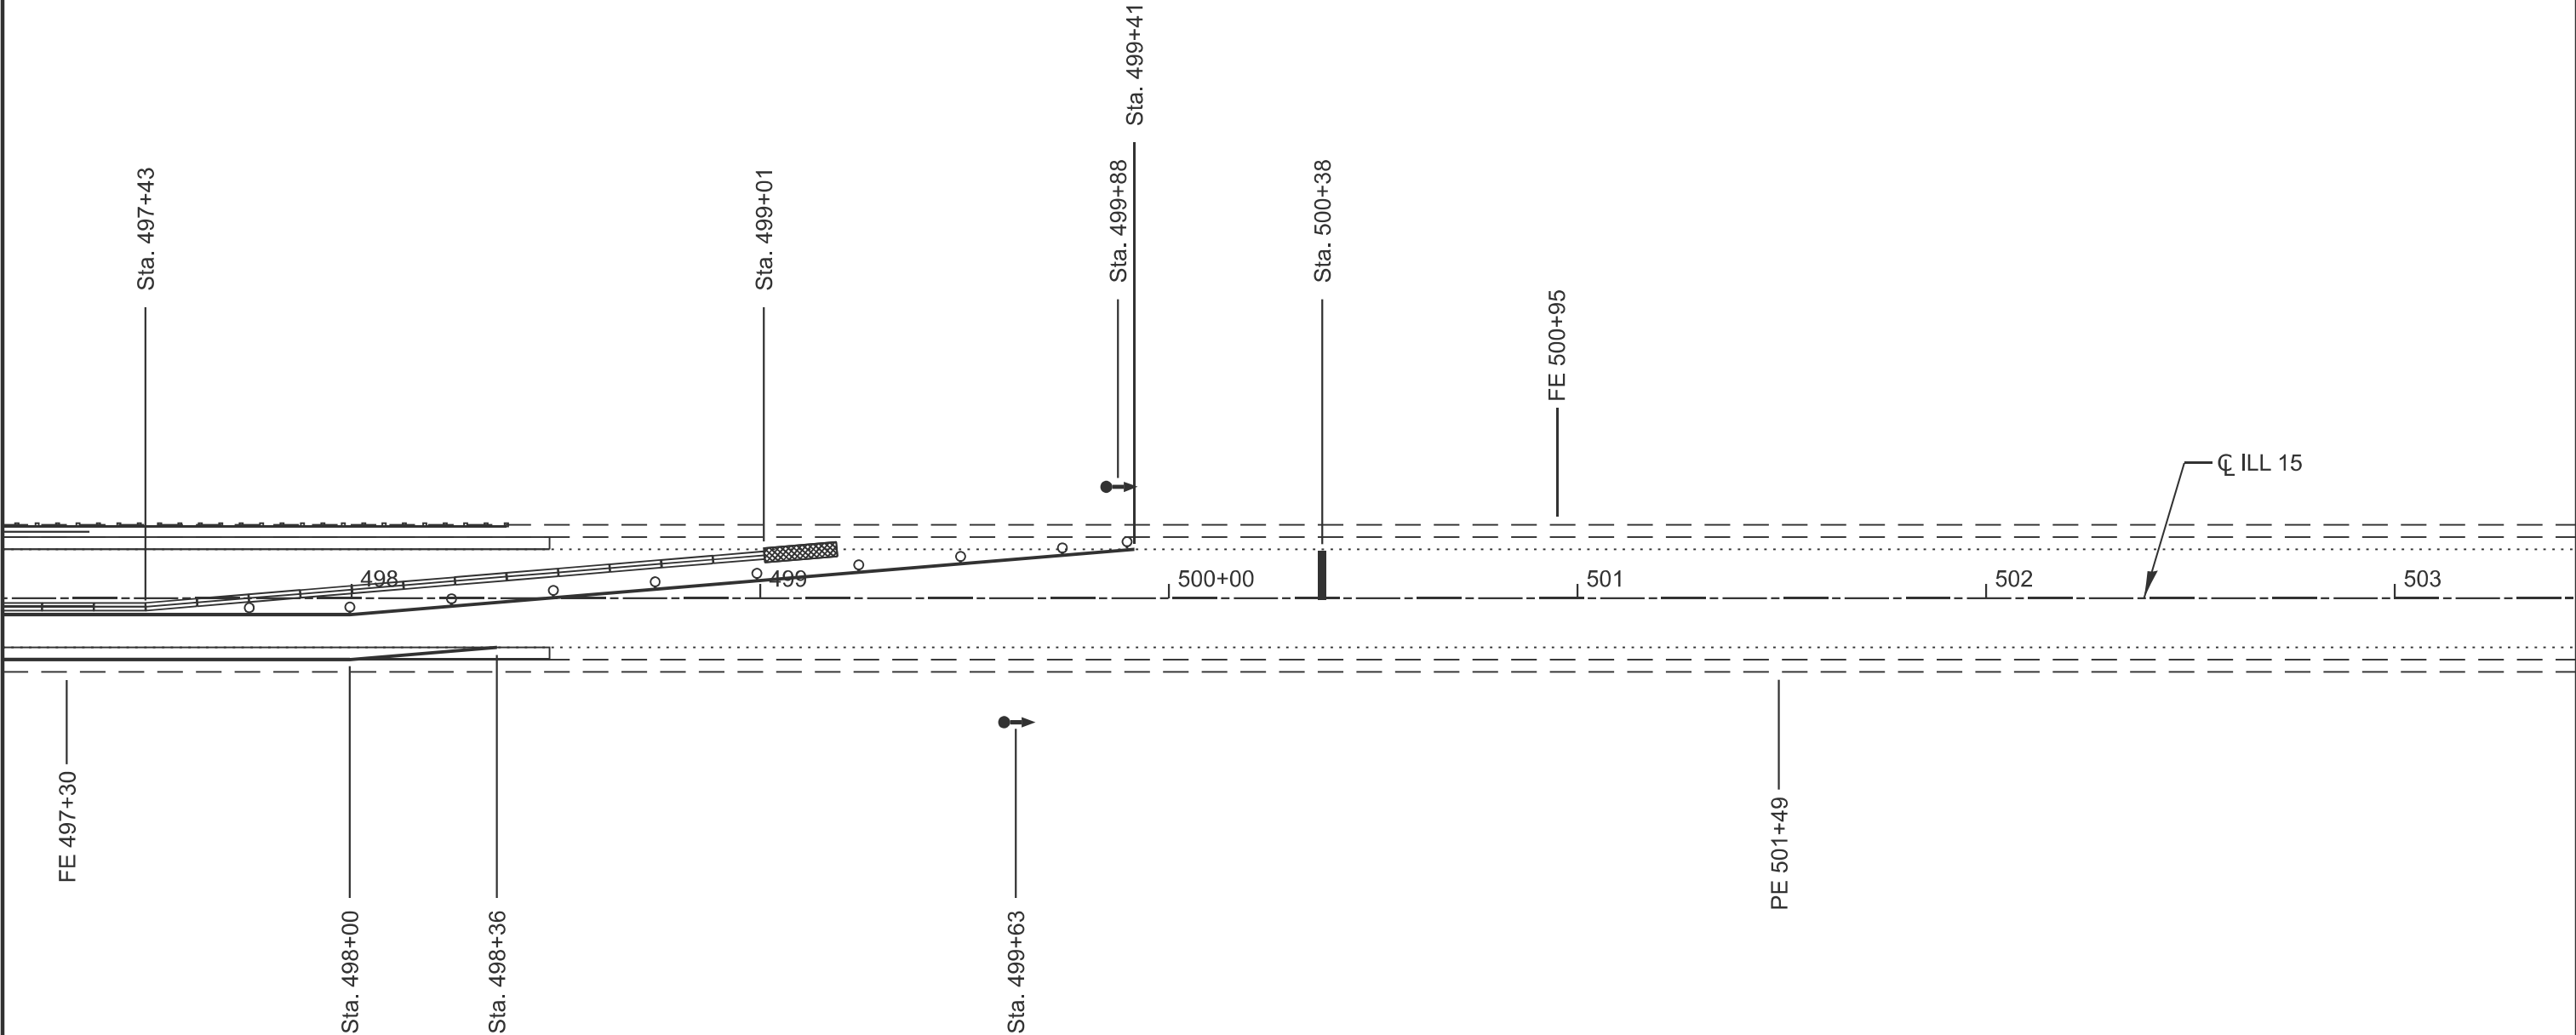 Sta. 499+41
Sta. 497+43
Sta. 499+01
Sta. 499+88
Sta. 500+38
FE 500+95
℄ ILL 15
498
499
500+00
501
502
503
FE 497+30
PE 501+49
Sta. 498+00
Sta. 498+36
Sta. 499+63